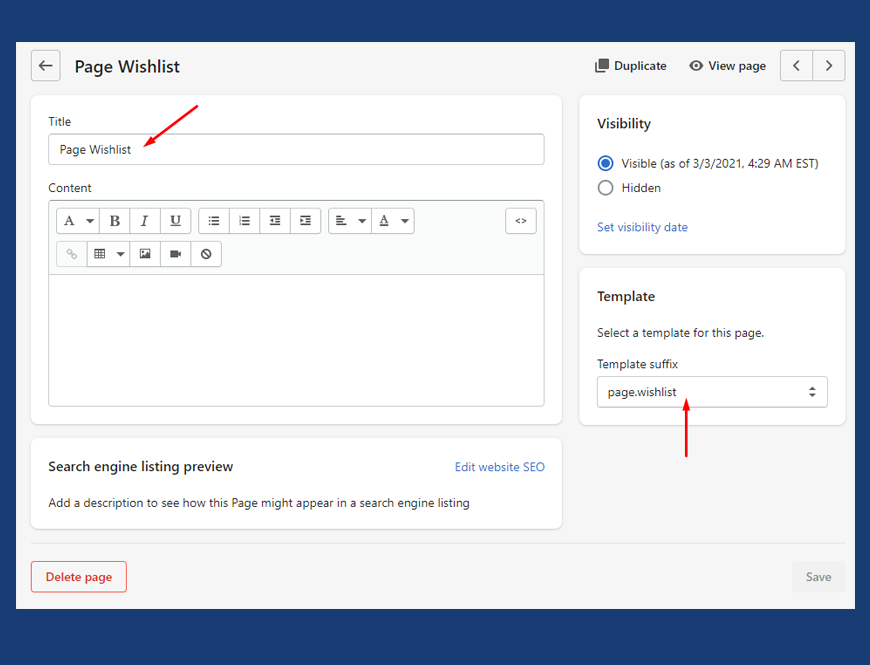 Page Wishlist
Duplicate
View page
Title
Page Wishlist
Content
A B I U A <>
Search engine listing preview
Edit website SEO
Add a description to see how this Page might appear in a search engine listing
Visibility
Visible (as of 3/3/2021, 4:29 AM EST)
Hidden
Set visibility date
Template
Select a template for this page.
Template suffix
page.wishlist
Delete page
Save